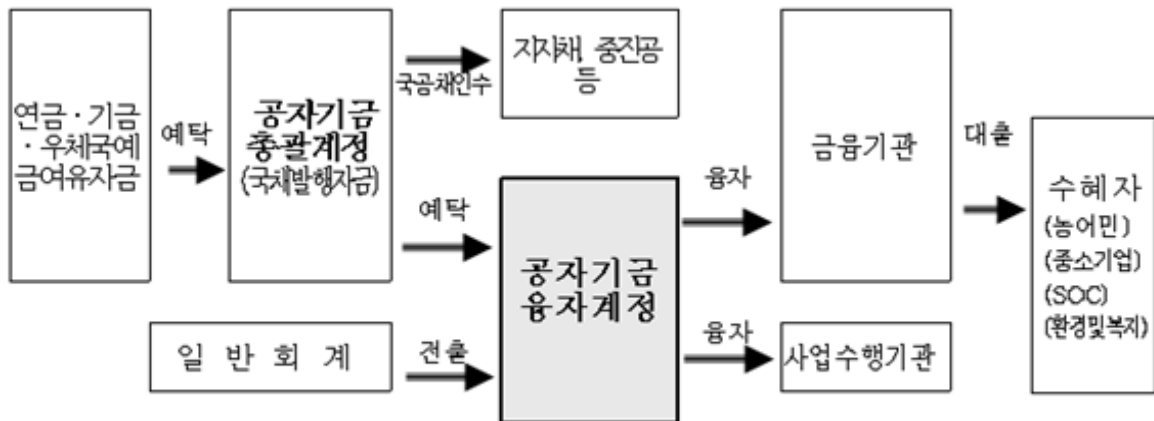 연금·기금
·우체국예
금여유자금
예탁
공자기금
총괄계정
(국채발행자금)
국공채인수
지자채, 중진공
등
예탁
일 반 회 계
전출
공자기금
융자계정
융자
융자
금융기관
사업수행기관
대출
수혜자
(농어민)
(중소기업)
(SOC)
(환경및복지)